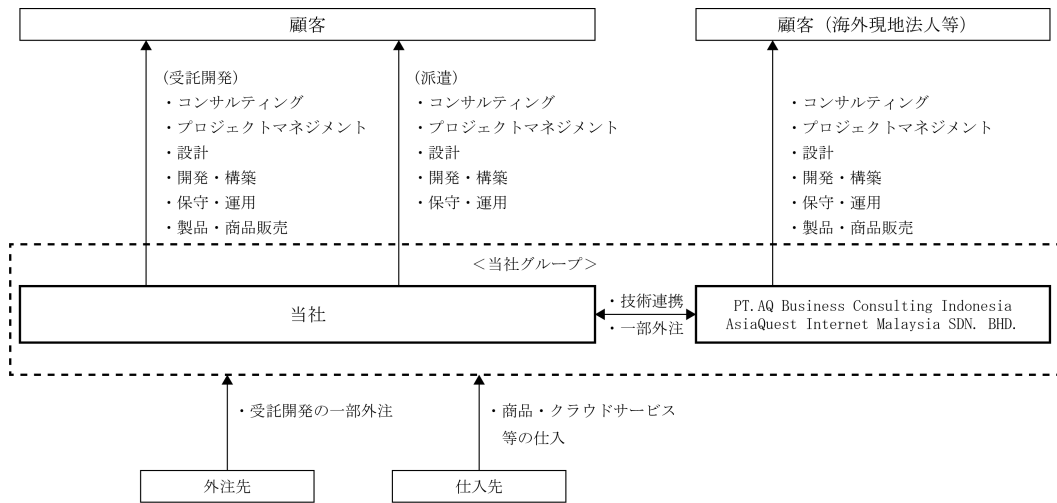 顧客
顧客（海外現地法人等）
(受託開発)
・コンサルティング
・プロジェクトマネジメント
・設計
・開発・構築
・保守・運用
・製品・商品販売
(派遣)
・コンサルティング
・プロジェクトマネジメント
・設計
・開発・構築
・保守・運用
・コンサルティング
・プロジェクトマネジメント
・設計
・開発・構築
・保守・運用
・製品・商品販売
＜当社グループ＞
当社
・技術連携
・一部外注
PT.AQ Business Consulting Indonesia
AsiaQuest Internet Malaysia SDN. BHD.
・受託開発の一部外注
・商品・クラウドサービス
等の仕入
外注先
仕入先